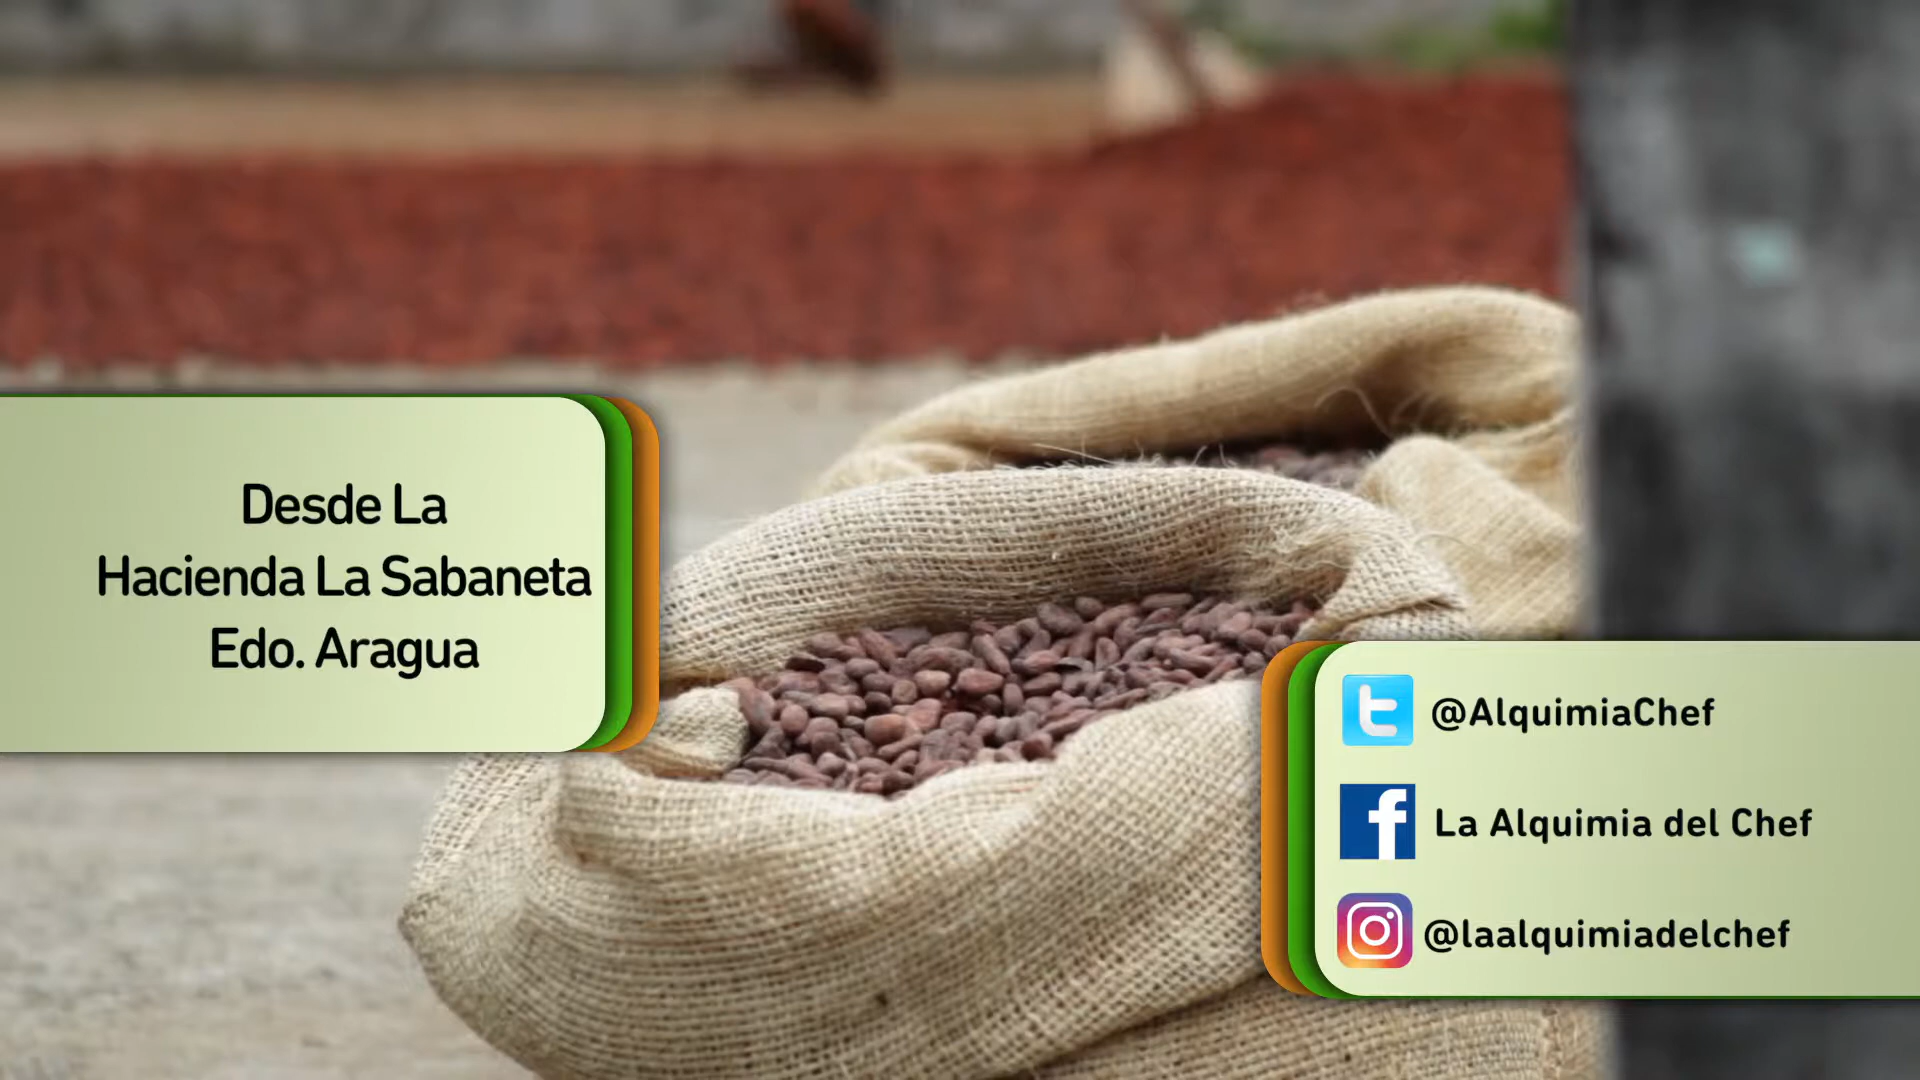 Desde La
Hacienda La Sabaneta
Edo. Aragua
@AlquimiaChef
La Alquimia del Chef
@laalquimiadelchef